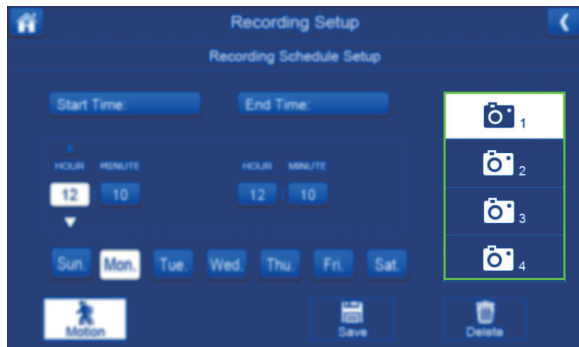 Recording Setup
Recording Schedule Setup
Start Time: End Time:
HOUR MINUTE HOUR MINUTE
12 : 10 12 : 10
Sun. Mon. Tue. Wed. Thu. Fri. Sat.
Motion Save Delete
1
2
3
4